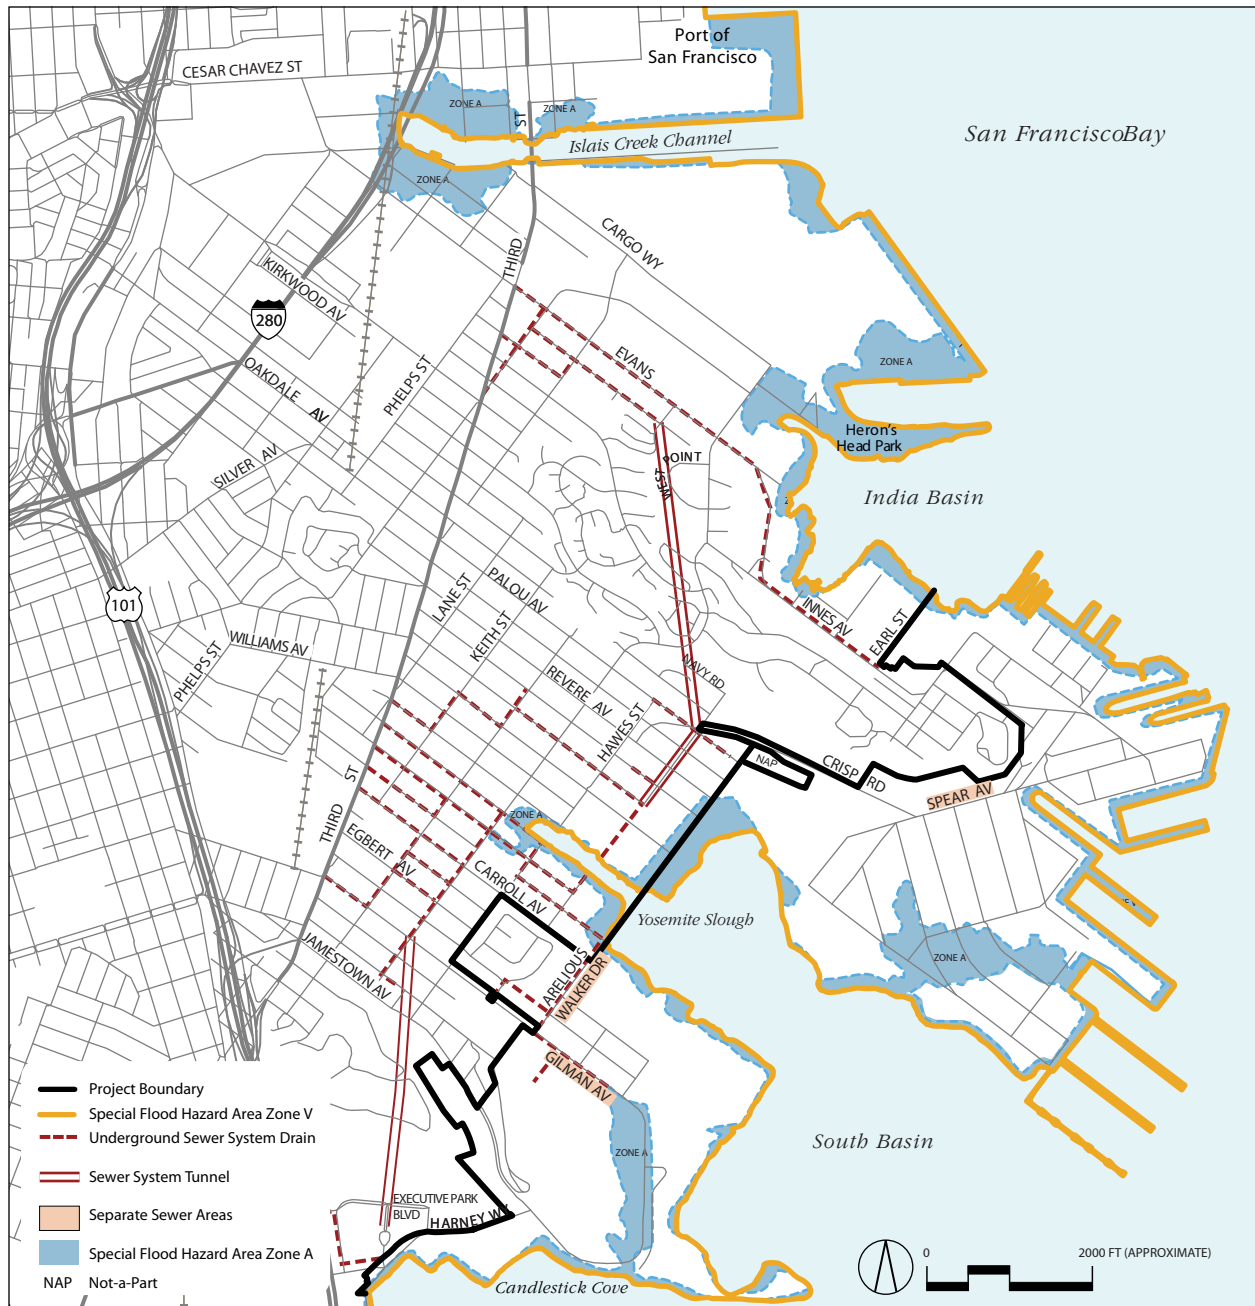 Port of
San Francisco
CESAR CHAVEZ ST
ZONE A
ZONE A
ST
Islais Creek Channel
San FranciscoBay
ZONE A
CARGO WY
THIRD
KIRKWOOD AV
280
EVANS
ZONE A
OAKDALE AV
PHELPS ST
Heron's
Head Park
SILVER AV
POINT
WEST
India Basin
PALOU AV
LANE ST
101
INNES AV
EARL ST
KEITH ST
WILLIAMS AV
PHELPS ST
NAVY RD
REVERE AV
HAWES ST
NAP
CRISP RD
SPEAR AV
ST
THIRD
ZONE A
EGBERT AV
CARROLL AV
Yosemite Slough
JAMESTOWN AV
ARELIOUS
WALKER DR
ZONE A
GILMAN AV
South Basin
ZONE A
EXECUTIVE PARK
BLVD
HARNEY WY
Candlestick Cove
Project Boundary
Special Flood Hazard Area Zone V
Underground Sewer System Drain
Sewer System Tunnel
Separate Sewer Areas
Special Flood Hazard Area Zone A
NAP Not-a-Part
0 2000 FT (APPROXIMATE)